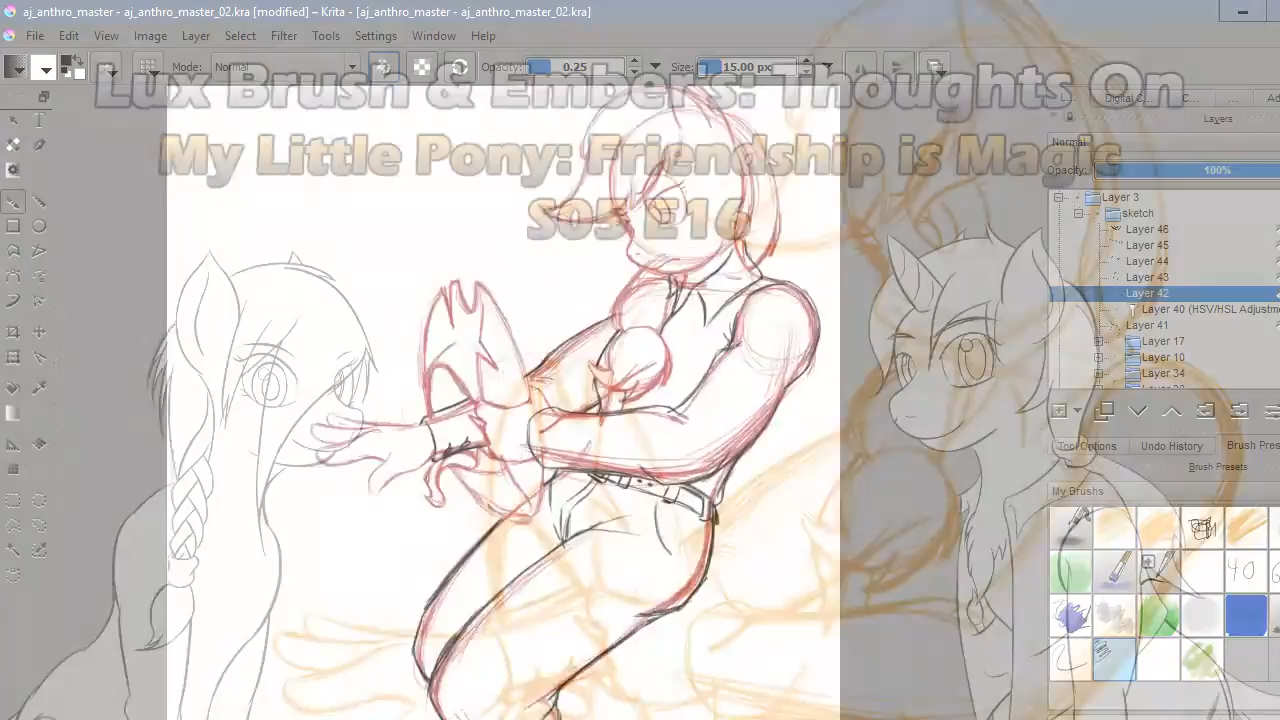 aj_anthro_master - aj_anthro_master_02.kra [modified] – Krita - [aj_anthro_master - aj_anthro_master_02.kra]
File Edit View Image Layer Select Filter Tools Settings Window Help
Mode: Normal Opacity: 0.25 Size: 15.00 px
Lux Brush & Embers: Thoughts On
My Little Pony: Friendship is Magic
S05 E16
L... Digital C... C... ... Ad
Layers
Normal
Opacity: 100%
Layer 3
sketch
Layer 46
Layer 45
Layer 44
Layer 43
Layer 42
Layer 40 (HSV/HSL Adjustme
Layer 41
Layer 17
Layer 10
Layer 34
Tool Options Undo History Brush Pres
Brush Presets
My Brushes
40